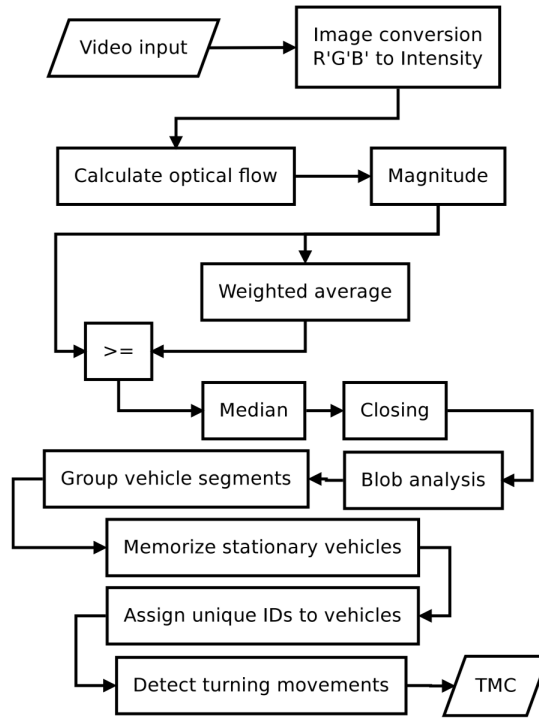 Video input
Image conversion
R'G'B' to Intensity
Calculate optical flow
Magnitude
Weighted average
>=
Median
Closing
Blob analysis
Group vehicle segments
Memorize stationary vehicles
Assign unique IDs to vehicles
Detect turning movements
TMC